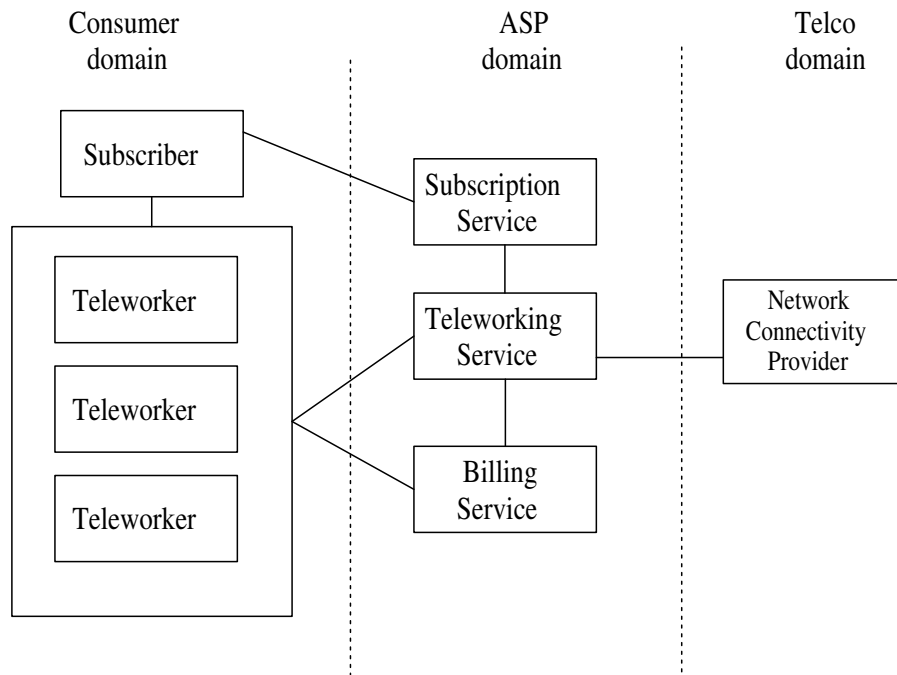 Consumer
domain
ASP
domain
Telco
domain
Subscriber
Subscription
Service
Teleworker
Teleworking
Service
Network
Connectivity
Provider
Teleworker
Teleworker
Billing
Service